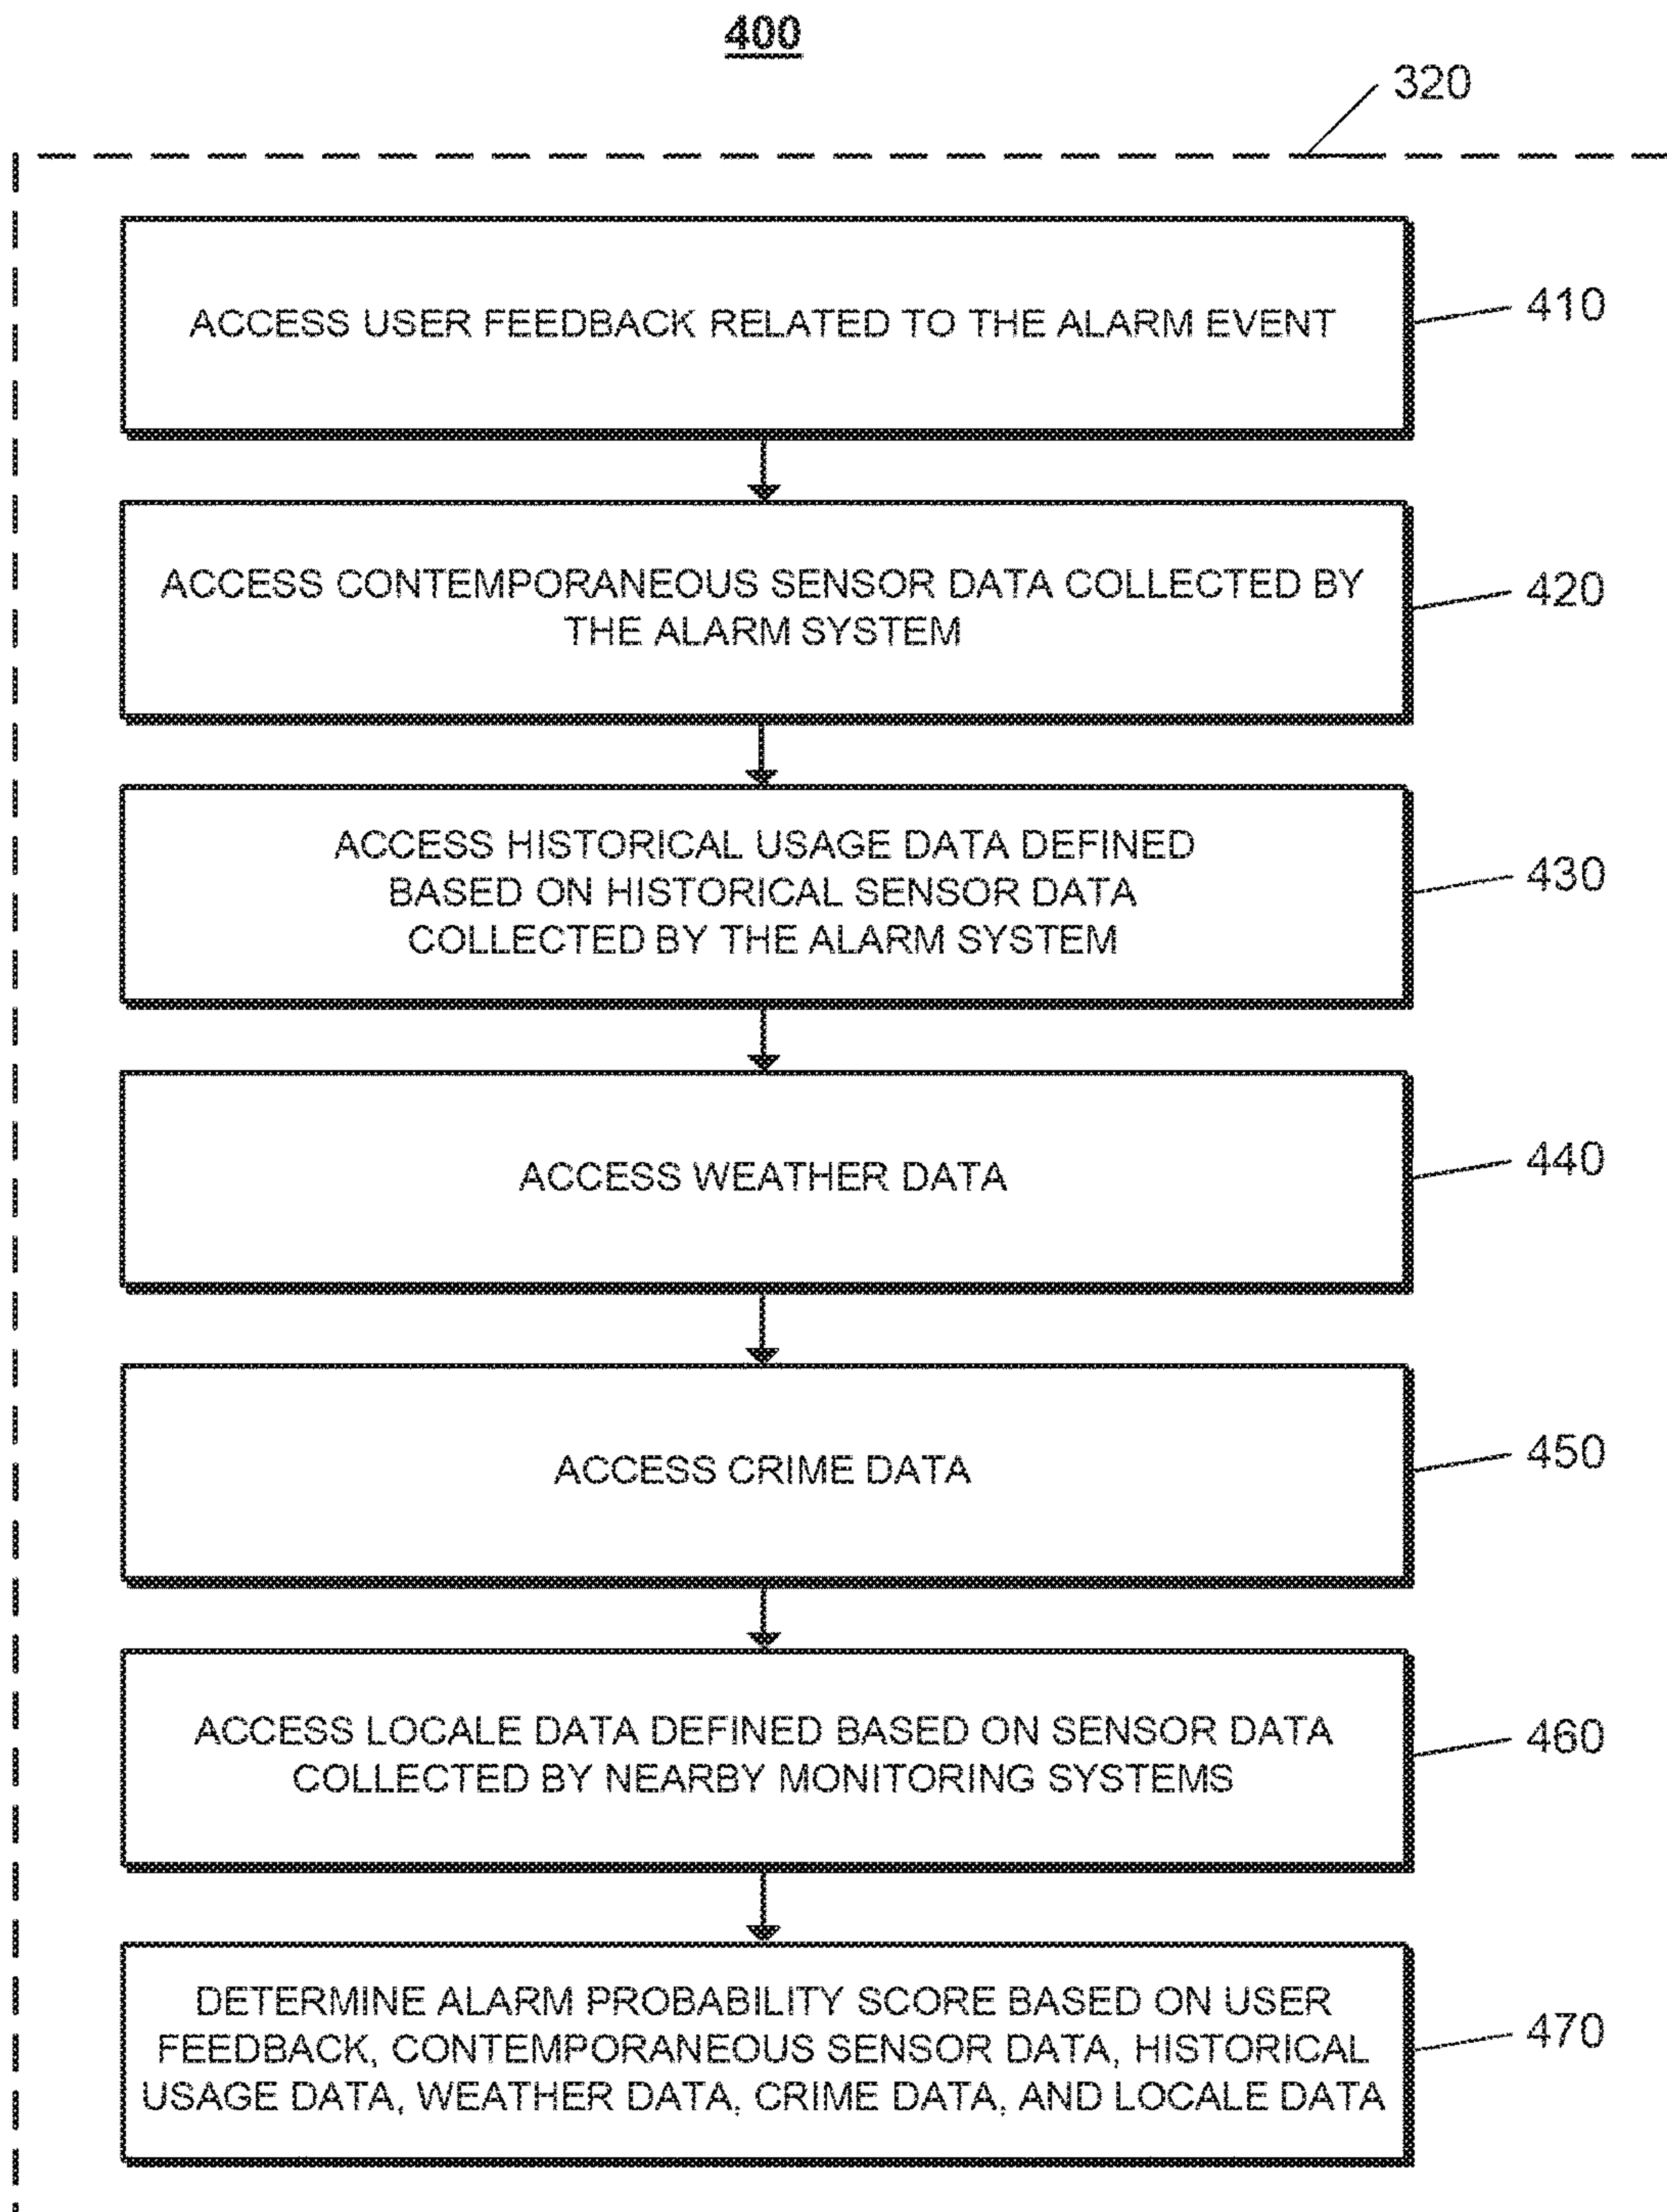 400
320
ACCESS USER FEEDBACK RELATED TO THE ALARM EVENT
410
ACCESS CONTEMPORANEOUS SENSOR DATA COLLECTED BY
THE ALARM SYSTEM
420
ACCESS HISTORICAL USAGE DATA DEFINED
BASED ON HISTORICAL SENSOR DATA
COLLECTED BY THE ALARM SYSTEM
430
ACCESS WEATHER DATA
440
ACCESS CRIME DATA
450
ACCESS LOCALE DATA DEFINED BASED ON SENSOR DATA
COLLECTED BY NEARBY MONITORING SYSTEMS
460
DETERMINE ALARM PROBABILITY SCORE BASED ON USER
FEEDBACK, CONTEMPORANEOUS SENSOR DATA, HISTORICAL
USAGE DATA, WEATHER DATA, CRIME DATA, AND LOCALE DATA
470